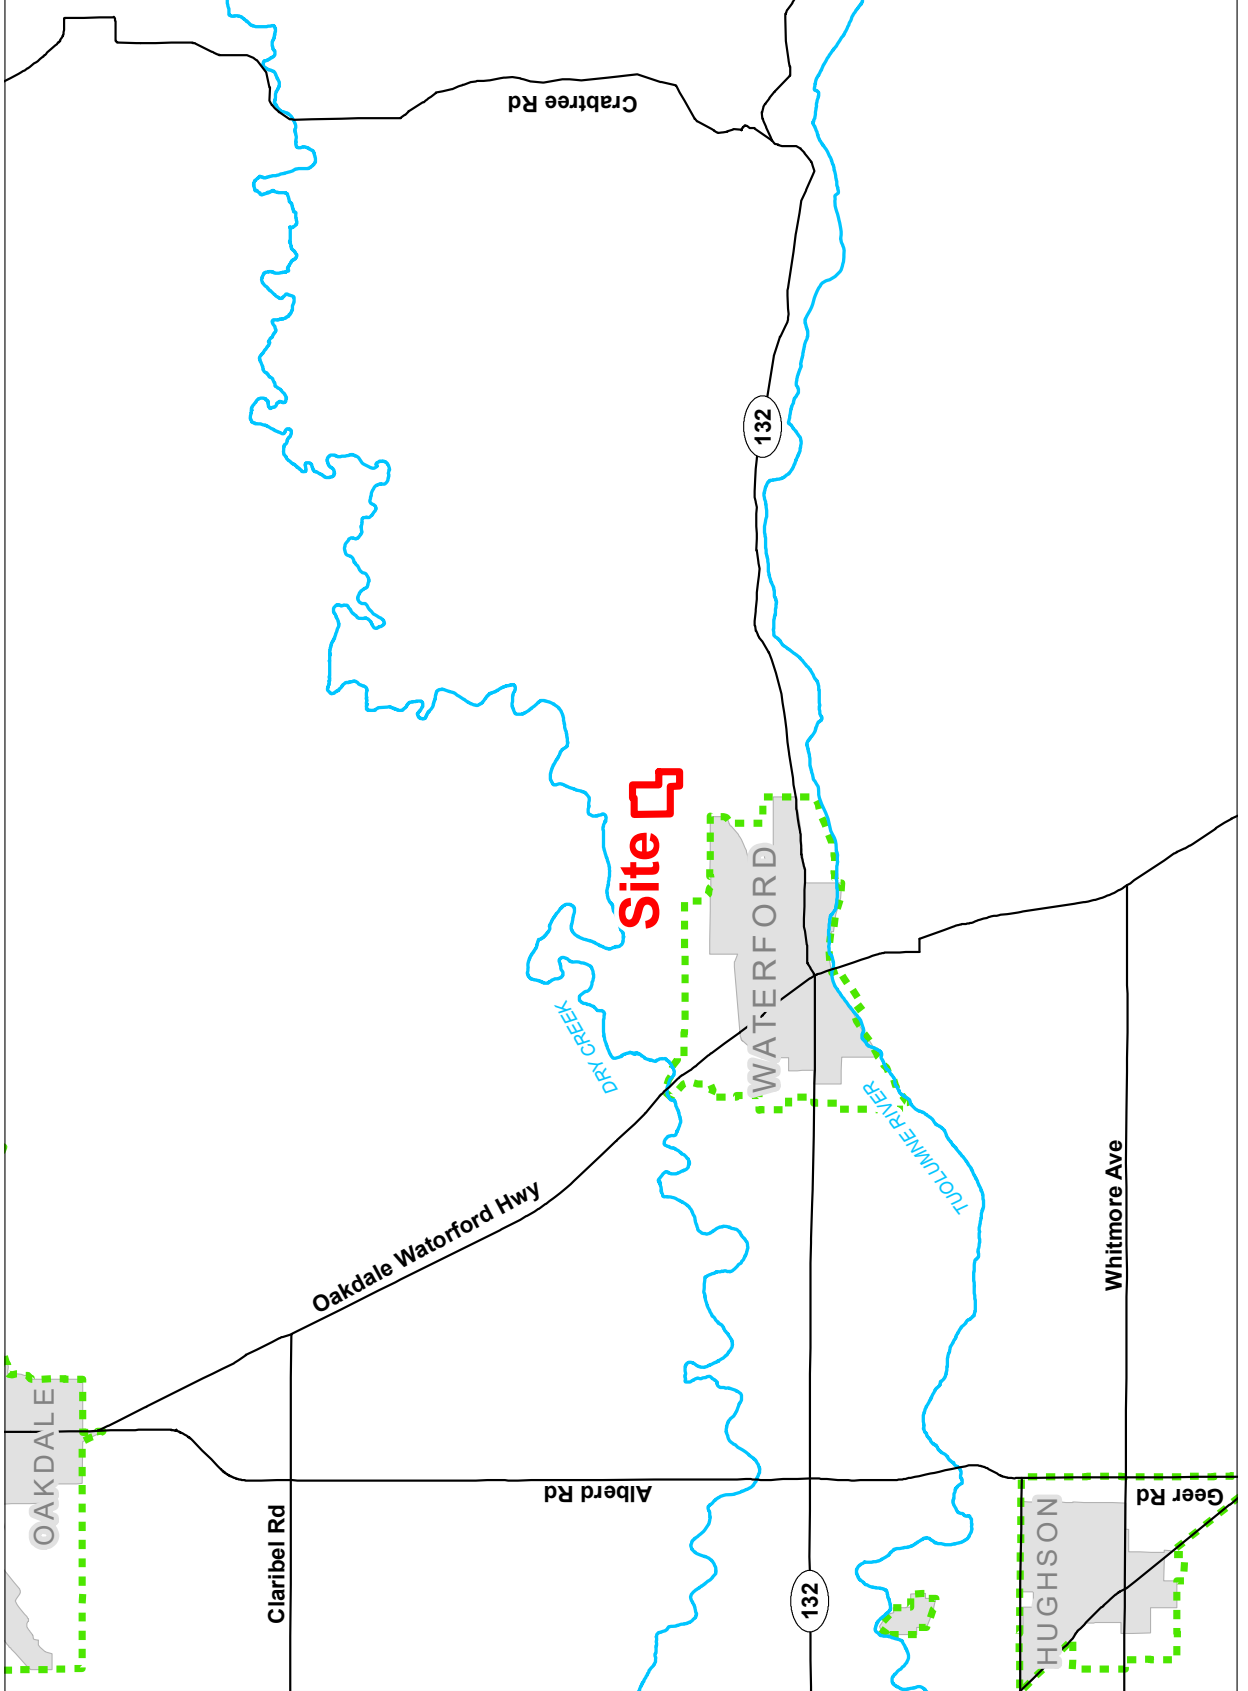 Crabtree Rd
132
Site
WATERFORD
DRY CREEK
TUOLUMNE RIVER
Oakdale Watorford Hwy
Whitmore Ave
OAKDALE
Claribel Rd
Alberd Rd
132
HUGHSON
Geer Rd